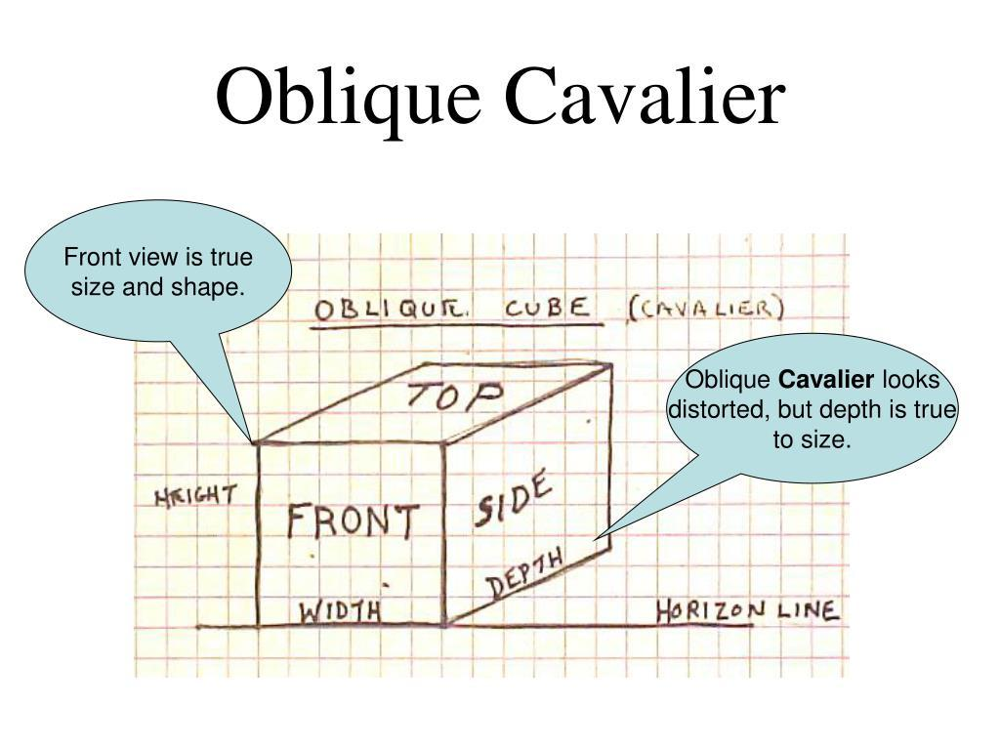 Oblique Cavalier
Front view is true
size and shape.
OBLIQUE CUBE (CAVALIER)
Oblique Cavalier looks
distorted, but depth is true
to size.
TOP
HEIGHT
FRONT
SIDE
DEPTH
WIDTH
HORIZON LINE